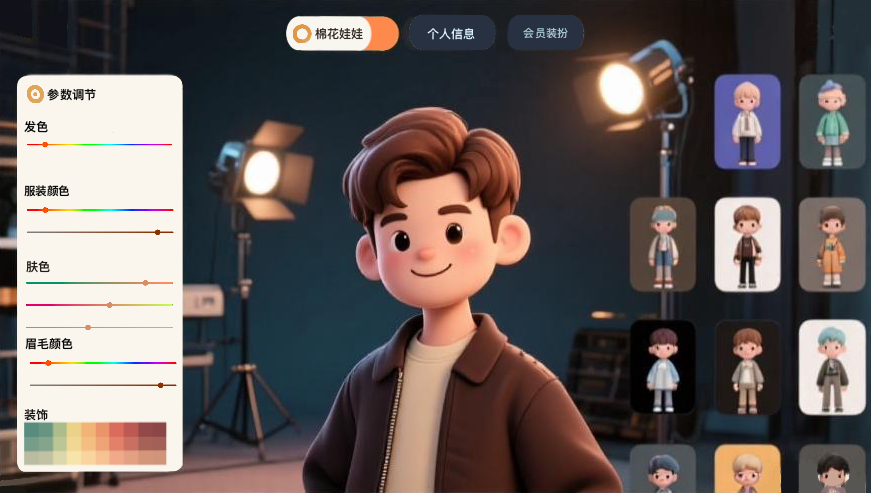 棉花娃娃
个人信息
会员装扮
参数调节
发色
服装颜色
肤色
眉毛颜色
装饰